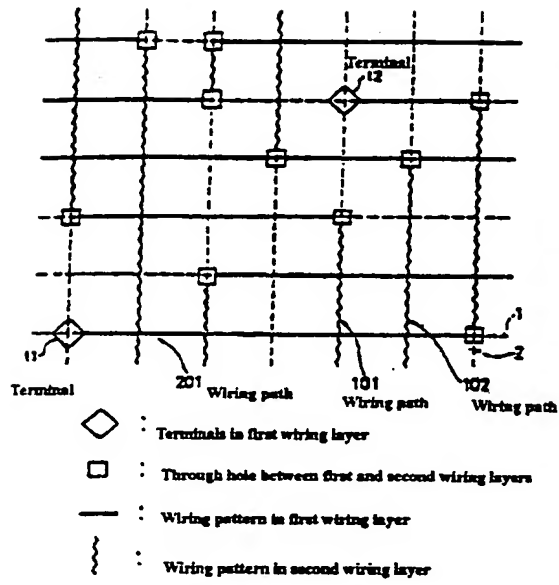 Terminal
12
1
2
11
201
101
102
Terminal
Wiring path
Wiring path
Wiring path
: Terminals in first wiring layer
: Through hole between first and second wiring layers
: Wiring pattern in first wiring layer
: Wiring pattern in second wiring layer